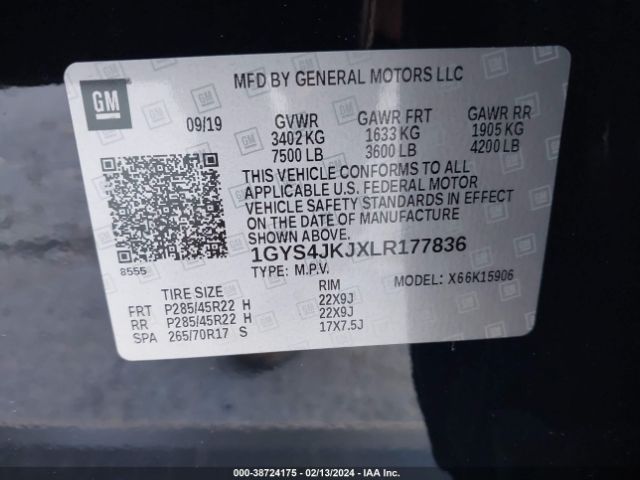 GM
MFD BY GENERAL MOTORS LLC
09/19 GVWR GAWR FRT GAWR RR
3402 KG 1633 KG 1905 KG
7500 LB 3600 LB 4200 LB
THIS VEHICLE CONFORMS TO ALL
APPLICABLE U.S. FEDERAL MOTOR
VEHICLE SAFETY STANDARDS IN EFFECT
ON THE DATE OF MANUFACTURE
SHOWN ABOVE.
8555
1GYS4JKJXLR177836
TYPE: M.P.V. MODEL: X66K15906
TIRE SIZE RIM
FRT P285/45R22 H 22X9J
RR P285/45R22 H 22X9J
SPA 265/70R17 S 17X7.5J
000-38724175 - 02/13/2024 - IAA Inc.